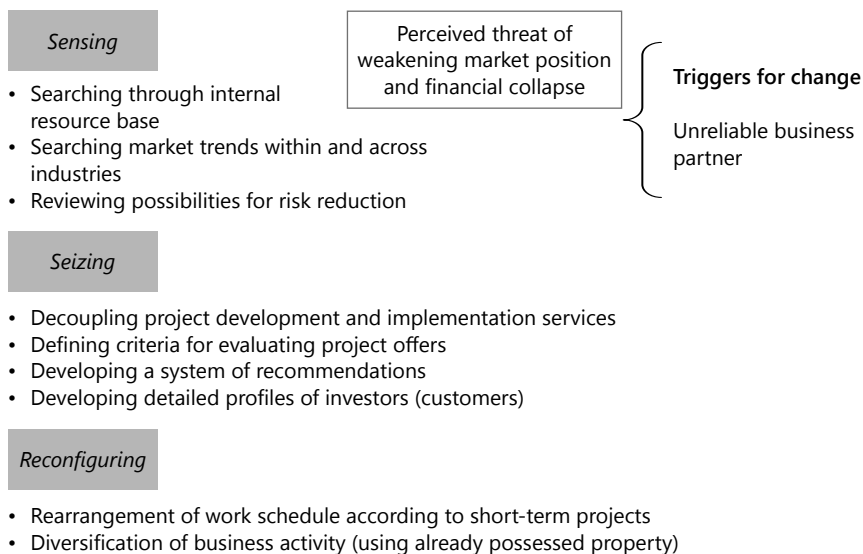 Sensing
Perceived threat of
weakening market position
and financial collapse
Triggers for change
Unreliable business
partner
• Searching through internal
resource base
• Searching market trends within and across
industries
• Reviewing possibilities for risk reduction
Seizing
• Decoupling project development and implementation services
• Defining criteria for evaluating project offers
• Developing a system of recommendations
• Developing detailed profiles of investors (customers)
Reconfiguring
• Rearrangement of work schedule according to short-term projects
• Diversification of business activity (using already possessed property)